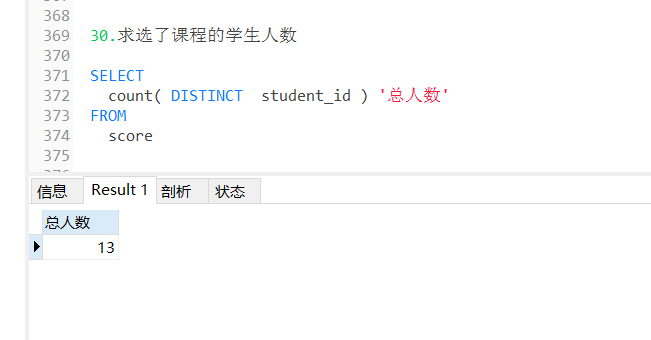 368
369 30.求选了课程的学生人数
370
371 SELECT
372 count( DISTINCT student_id ) '总人数'
373 FROM
374 score
375
信息 Result 1 剖析 状态
总人数
13